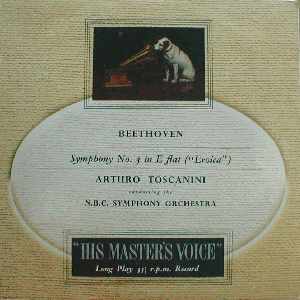 BEETHOVEN
Symphony No. 3 in E flat ("Eroica")
ARTURO TOSCANINI
conducting the
N.B.C. SYMPHONY ORCHESTRA
"HIS MASTER'S VOICE"
Long Play 33⅓ r.p.m. Record